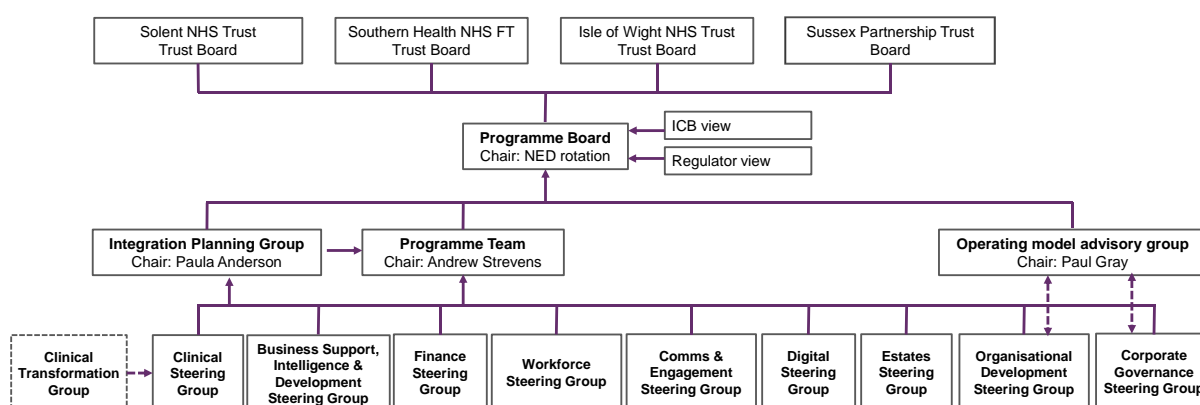 Solent NHS Trust
Trust Board
Southern Health NHS FT
Trust Board
Isle of Wight NHS Trust
Trust Board
Sussex Partnership Trust
Board
Programme Board
Chair: NED rotation
ICB view
Regulator view
Integration Planning Group
Chair: Paula Anderson
Programme Team
Chair: Andrew Strevens
Operating model advisory group
Chair: Paul Gray
Clinical
Transformation
Group
Clinical
Steering
Group
Business Support,
Intelligence &
Development
Steering Group
Finance
Steering
Group
Workforce
Steering Group
Comms &
Engagement
Steering Group
Digital
Steering
Group
Estates
Steering
Group
Organisational
Development
Steering Group
Corporate
Governance
Steering Group